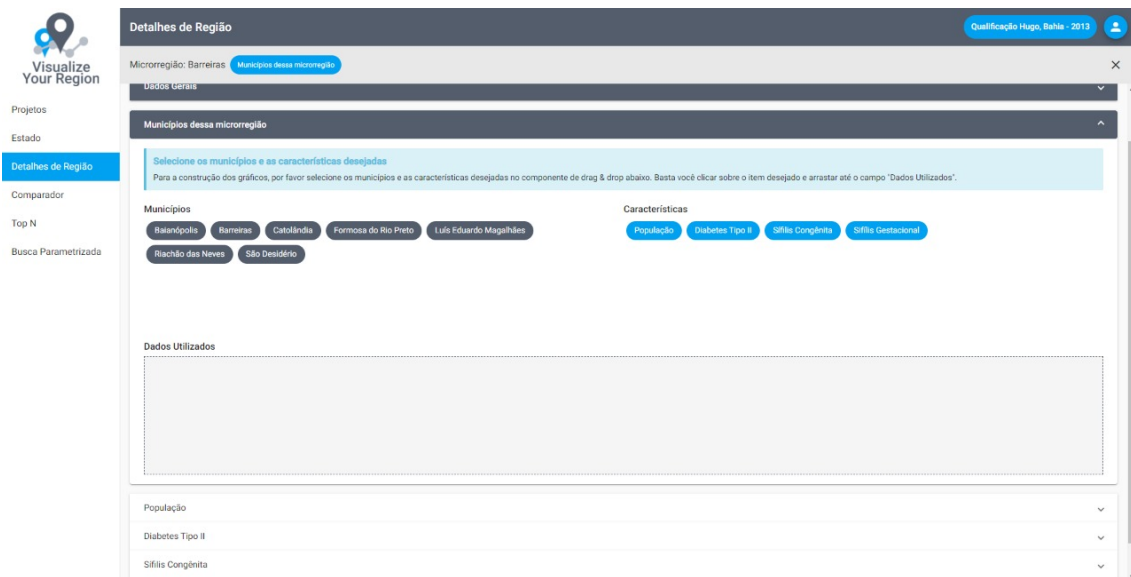 Visualize
Your Region
Projetos
Estado
Detalhes de Região
Comparador
Top N
Busca Parametrizada
Detalhes de Região
Qualificação Hugo, Bahia - 2013
Microrregião: Barreiras
Municípios dessa microrregião
Dados Gerais
Municípios dessa microrregião
Selecione os municípios e as características desejadas
Para a construção dos gráficos, por favor selecione os municípios e as características desejadas no componente de drag & drop abaixo. Basta você clicar sobre o item desejado e arrastar até o campo "Dados Utilizados".
Municípios
Baianópolis Barreiras Catolândia Formosa do Rio Preto Luís Eduardo Magalhães
Riachão das Neves São Desidério
Características
População Diabetes Tipo II Sífilis Congênita Sífilis Gestacional
Dados Utilizados
População
Diabetes Tipo II
Sífilis Congênita